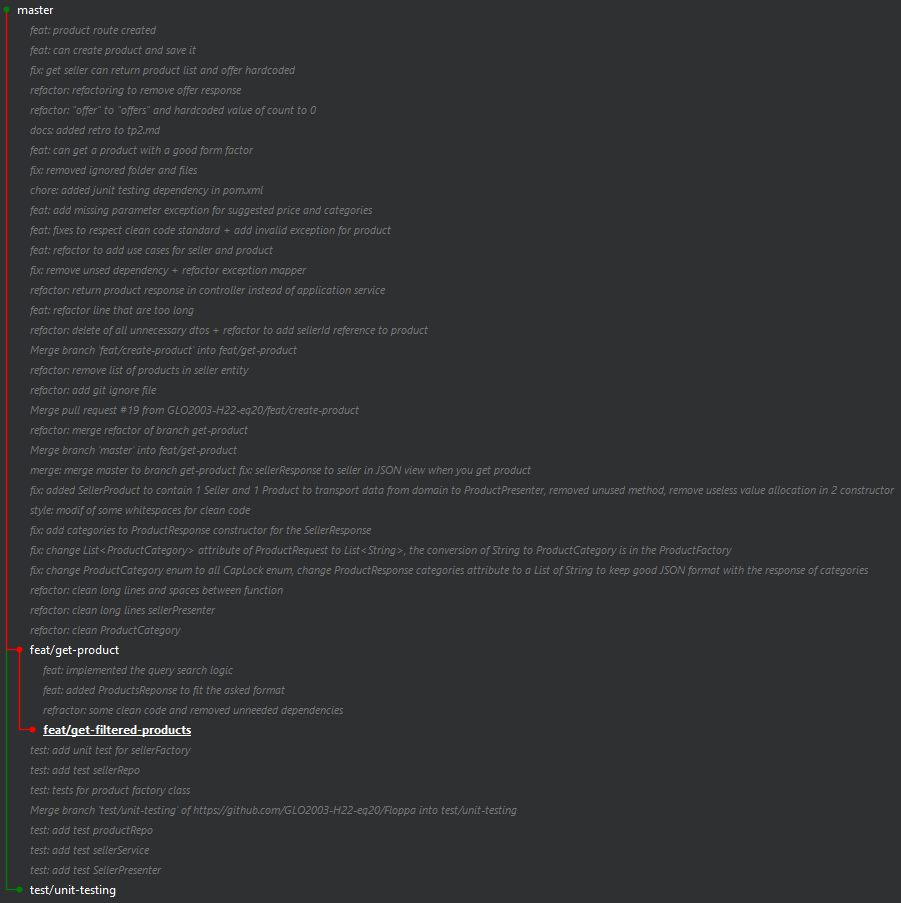 master
feat: product route created
feat: can create product and save it
fix: get seller can return product list and offer hardcoded
refactor: refactoring to remove offer response
refactor: "offer" to "offers" and hardcoded value of count to 0
docs: added retro to tp2.md
feat: can get a product with a good form factor
fix: removed ignored folder and files
chore: added junit testing dependency in pom.xml
feat: add missing parameter exception for suggested price and categories
feat: fixes to respect clean code standard + add invalid exception for product
feat: refactor to add use cases for seller and product
fix: remove unsed dependency + refactor exception mapper
refactor: return product response in controller instead of application service
feat: refactor line that are too long
refactor: delete of all unnecessary dtos + refactor to add sellerId reference to product
Merge branch 'feat/create-product' into feat/get-product
refactor: remove list of products in seller entity
refactor: add git ignore file
Merge pull request #19 from GLO2003-H22-eq20/feat/create-product
refactor: merge refactor of branch get-product
Merge branch 'master' into feat/get-product
merge: merge master to branch get-product fix: sellerResponse to seller in JSON view when you get product
fix: added SellerProduct to contain 1 Seller and 1 Product to transport data from domain to ProductPresenter, removed unused method, remove useless value allocation in 2 constructor
style: modif of some whitespaces for clean code
fix: add categories to ProductResponse constructor for the SellerResponse
fix: change List<ProductCategory> attribute of ProductRequest to List<String>, the conversion of String to ProductCategory is in the ProductFactory
fix: change ProductCategory enum to all CapLock enum, change ProductResponse categories attribute to a List of String to keep good JSON format with the response of categories
refactor: clean long lines and spaces between function
refactor: clean long lines sellerPresenter
refactor: clean ProductCategory
feat/get-product
feat: implemented the query search logic
feat: added ProductsReponse to fit the asked format
refractor: some clean code and removed unneeded dependencies
feat/get-filtered-products
test: add unit test for sellerFactory
test: add test sellerRepo
test: tests for product factory class
Merge branch 'test/unit-testing' of https://github.com/GLO2003-H22-eq20/Floppa into test/unit-testing
test: add test productRepo
test: add test sellerService
test: add test SellerPresenter
test/unit-testing